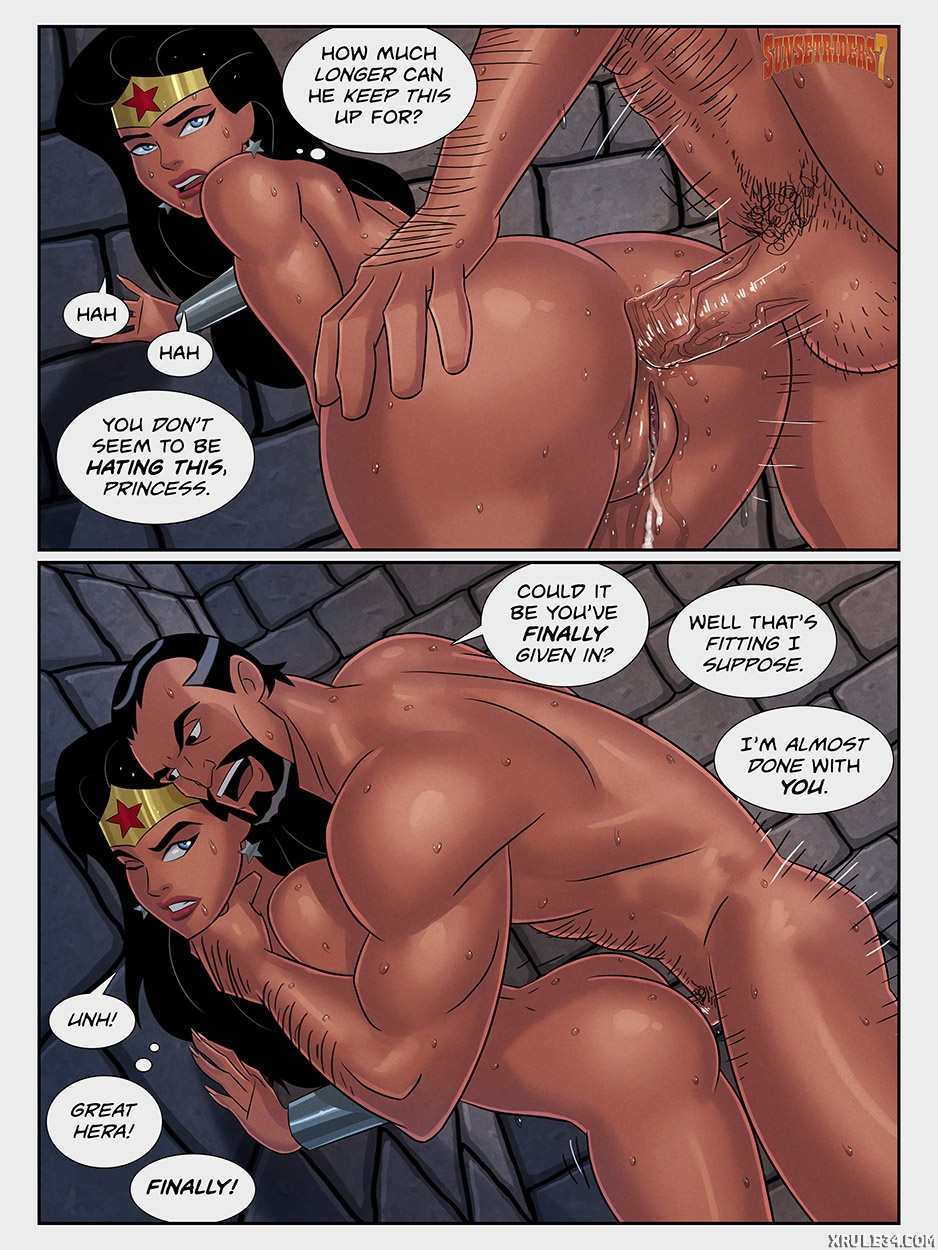 SUNSETRIDERS7
HOW MUCH
LONGER CAN
HE KEEP THIS
UP FOR?
HAH
HAH
YOU DON'T
SEEM TO BE
HATING THIS,
PRINCESS.
COULD IT
BE YOU'VE
FINALLY
GIVEN IN?
WELL THAT'S
FITTING I
SUPPOSE.
I'M ALMOST
DONE WITH
YOU.
UNH!
GREAT
HERA!
FINALLY!
XRULE34.COM